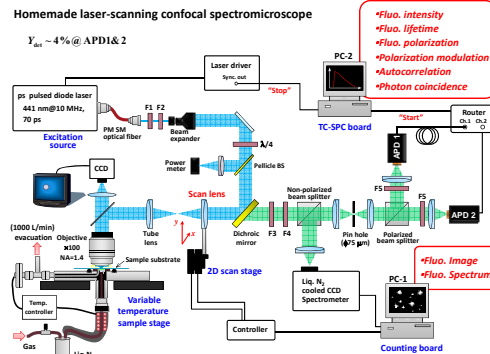 Homemade laser-scanning confocal spectromicroscope
Y_det ~ 4% @ APD1& 2
•Fluo. intensity
•Fluo. lifetime
•Fluo. polarization
•Polarization modulation
•Autocorrelation
•Photon coincidence
PC-2
Laser driver
Sync. out
"Stop"
TC-SPC board
ps pulsed diode laser
441 nm@10 MHz,
70 ps
F1 F2
Beam
expander
PM SM
optical fiber
Excitation
source
λ/4
Power
meter
Pellicle BS
"Start"
Router
Ch.1 Ch.2
APD 1
CCD
Scan lens
y
x
Tube
lens
Dichroic
mirror
Non-polarized
beam splitter
F3 F4
F5
F5
APD 2
Pin hole
(ϕ75 μm)
Polarized
beam splitter
(1000 L/min)
evacuation
Objective
×100
NA=1.4
Sample substrate
2D scan stage
Liq. N2
cooled CCD
Spectrometer
•Fluo. Image
•Fluo. Spectrum
PC-1
Temp.
controller
Variable
temperature
sample stage
Controller
Counting board
Gas
Liq. N